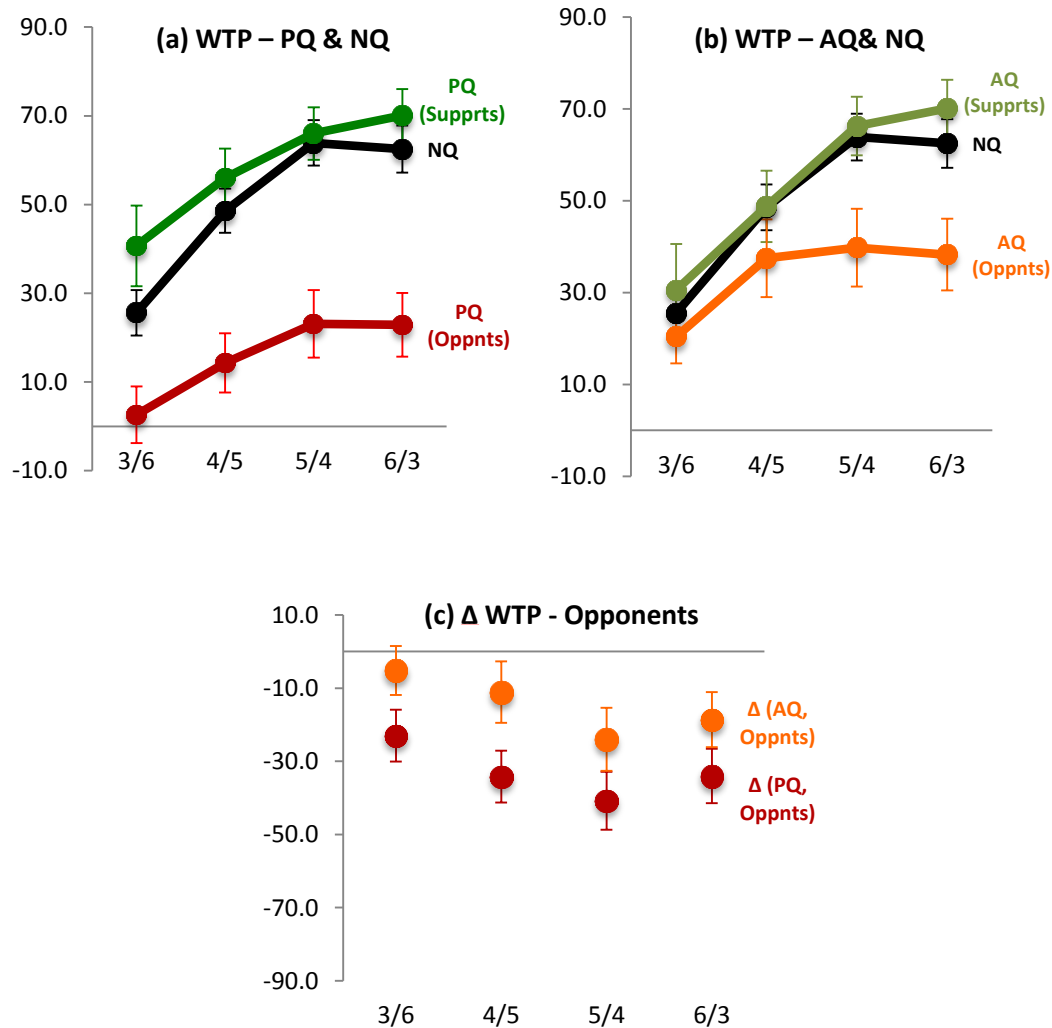 (a) WTP – PQ & NQ
90.0
70.0
50.0
30.0
10.0
-10.0
PQ
(Supprts)
NQ
PQ
(Oppnts)
3/6 4/5 5/4 6/3
(b) WTP – AQ& NQ
90.0
70.0
50.0
30.0
10.0
-10.0
AQ
(Supprts)
NQ
AQ
(Oppnts)
3/6 4/5 5/4 6/3
(c) Δ WTP - Opponents
10.0
-10.0
-30.0
-50.0
-70.0
-90.0
Δ (AQ,
Oppnts)
Δ (PQ,
Oppnts)
3/6 4/5 5/4 6/3